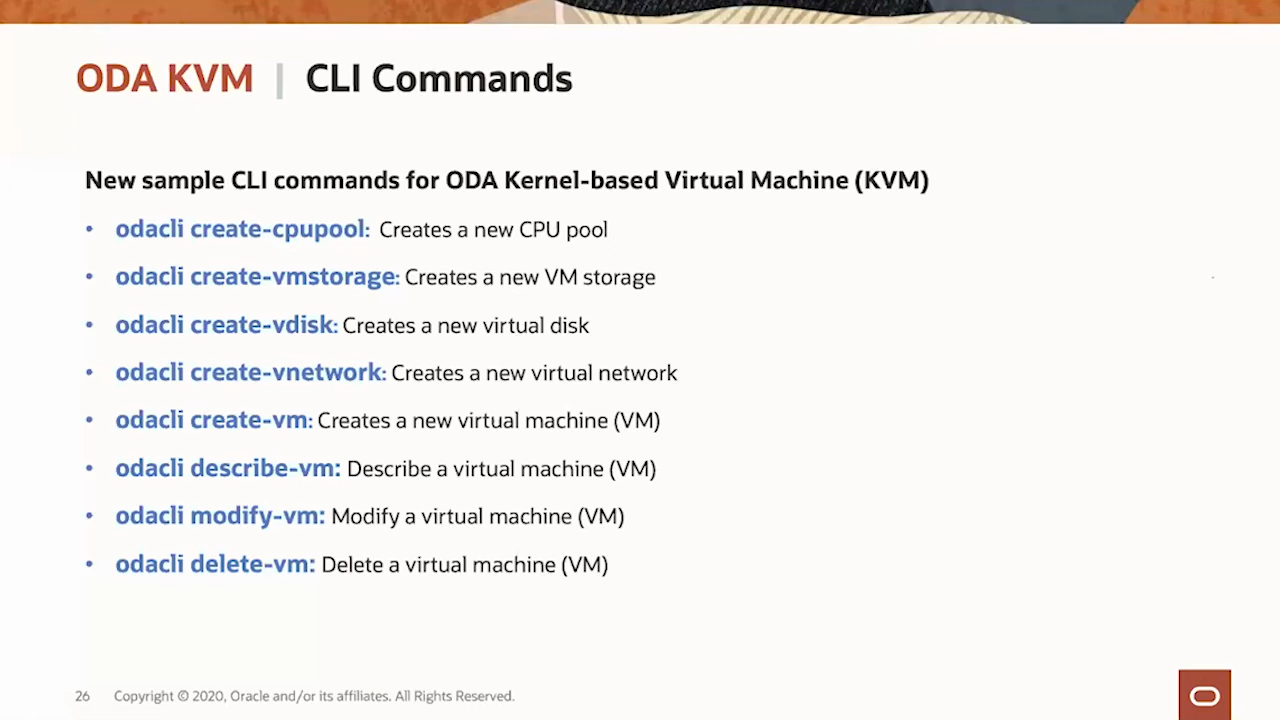 ODA KVM | CLI Commands
New sample CLI commands for ODA Kernel-based Virtual Machine (KVM)
• odacli create-cpupool: Creates a new CPU pool
• odacli create-vmstorage: Creates a new VM storage
• odacli create-vdisk: Creates a new virtual disk
• odacli create-vnetwork: Creates a new virtual network
• odacli create-vm: Creates a new virtual machine (VM)
• odacli describe-vm: Describe a virtual machine (VM)
• odacli modify-vm: Modify a virtual machine (VM)
• odacli delete-vm: Delete a virtual machine (VM)
26 Copyright © 2020, Oracle and/or its affiliates. All Rights Reserved.